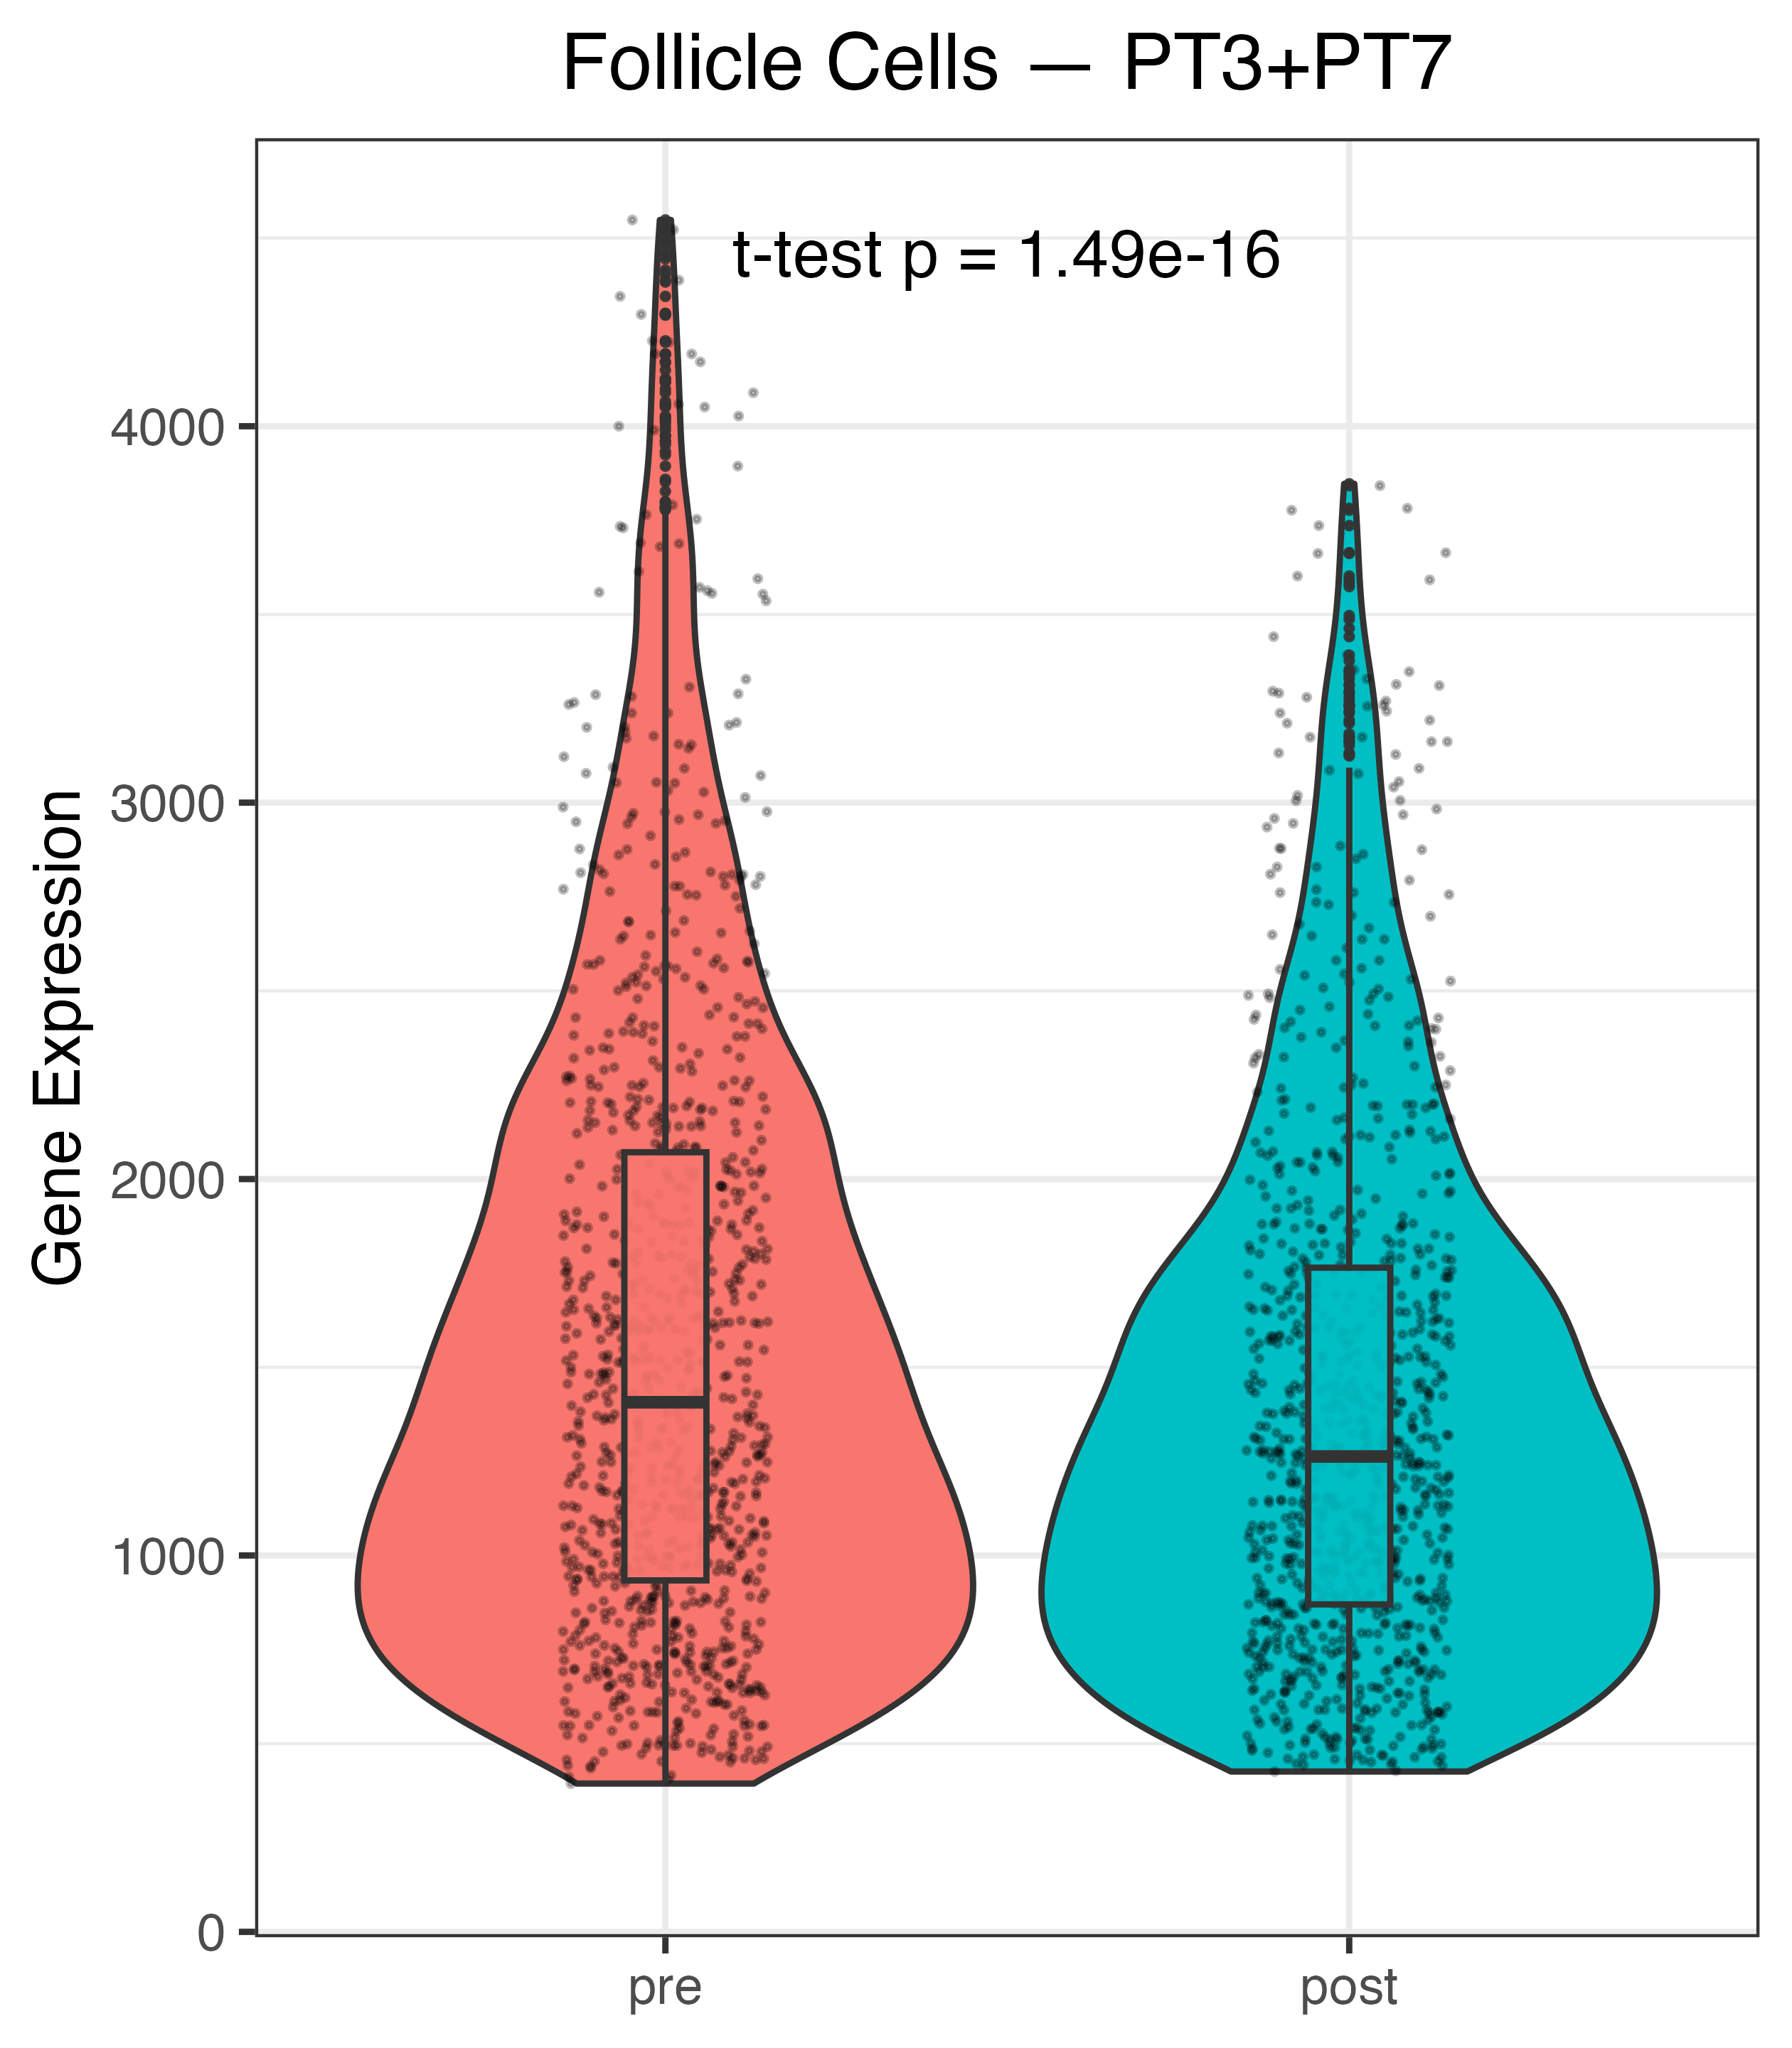 Follicle Cells — PT3+PT7
t-test p = 1.49e-16
Gene Expression
4000
3000
2000
1000
0
pre
post